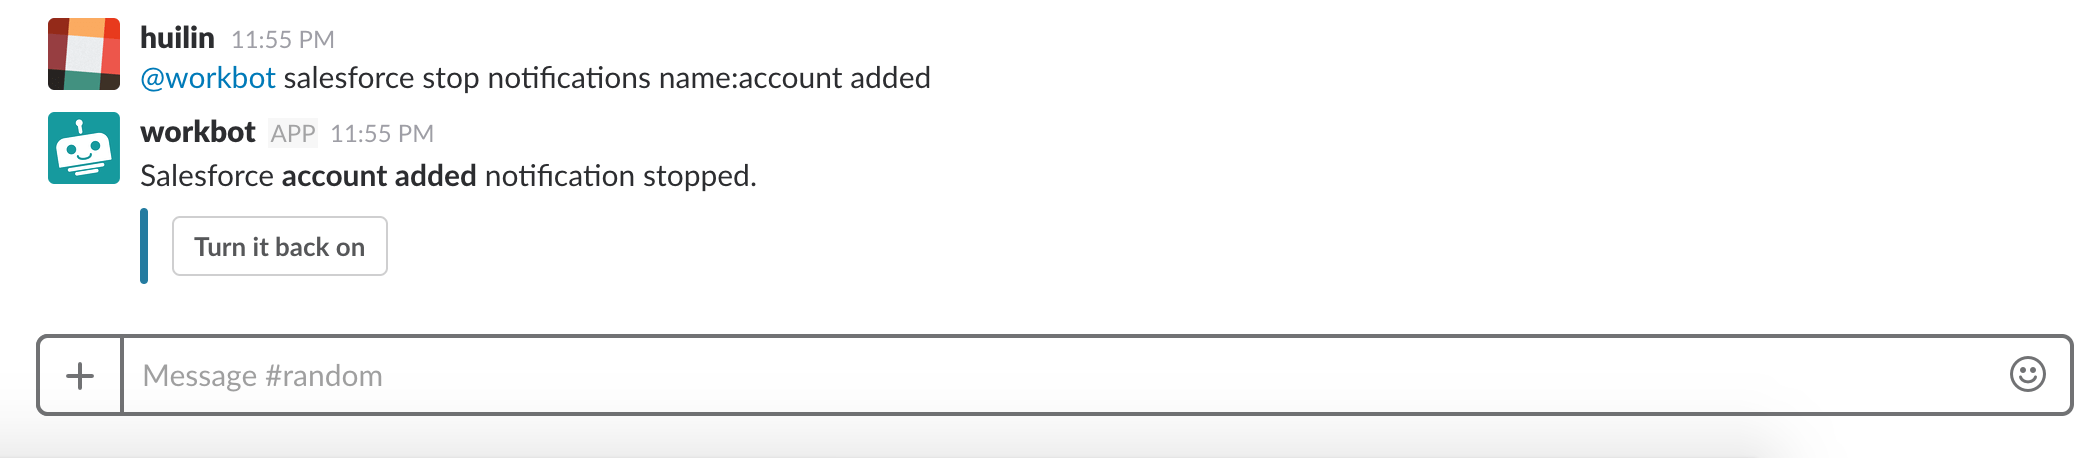 huilin 11:55 PM
@workbot salesforce stop notifications name:account added
workbot APP 11:55 PM
Salesforce account added notification stopped.
Turn it back on
Message #random